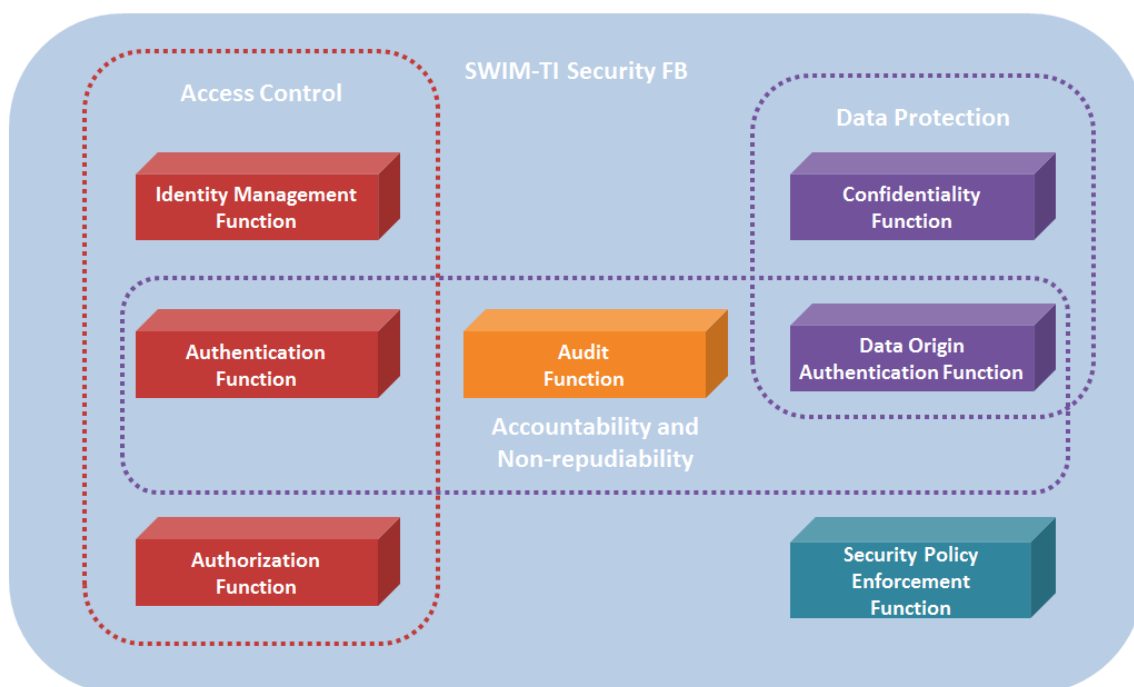 SWIM-TI Security FB
Access Control
Data Protection
Identity Management
Function
Confidentiality
Function
Authentication
Function
Audit
Function
Data Origin
Authentication Function
Accountability and
Non-repudiability
Authorization
Function
Security Policy
Enforcement
Function